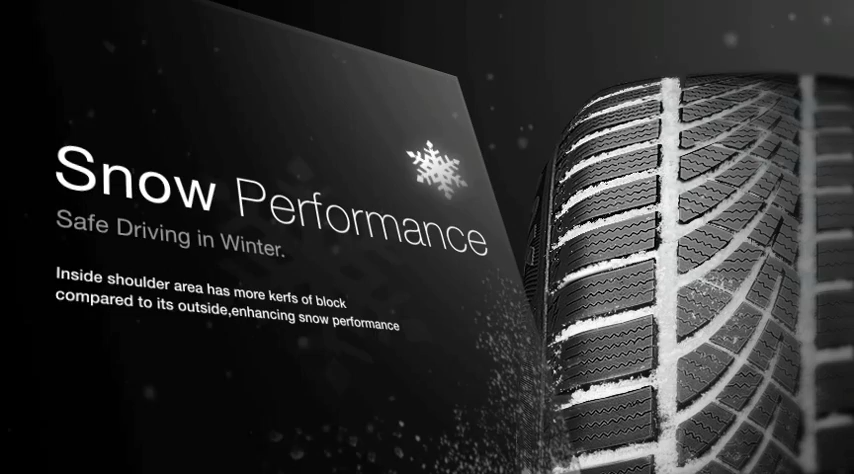 Snow Performance
Safe Driving in Winter.
Inside shoulder area has more kerfs of block
compared to its outside,enhancing snow performance